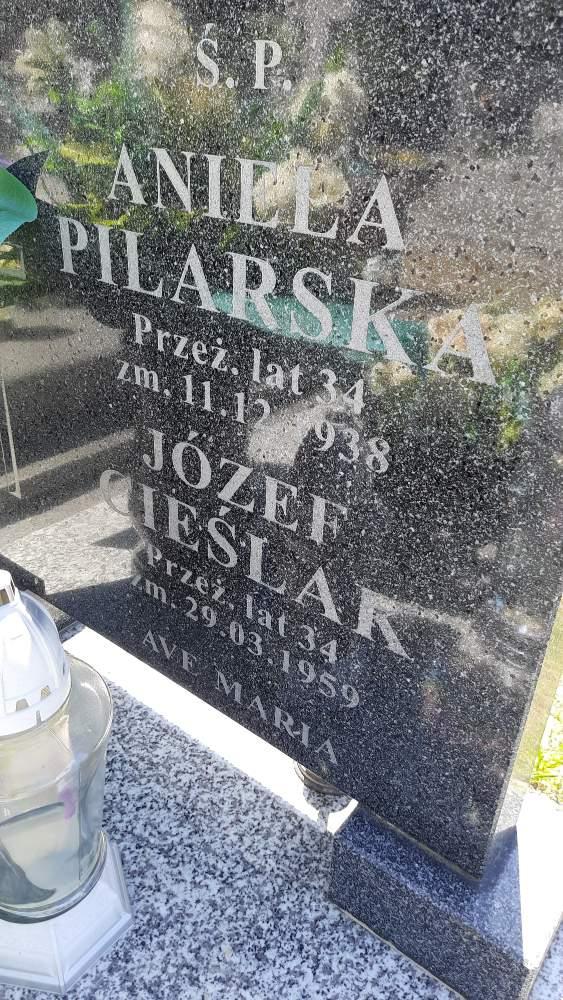 Ś. P.
ANIELA
PILARSKA
Przeż. lat 34
zm. 11.12.1938
JÓZEF
CIEŚLAK
Przeż. lat 34
zm. 29.03.1959
AVE MARIA